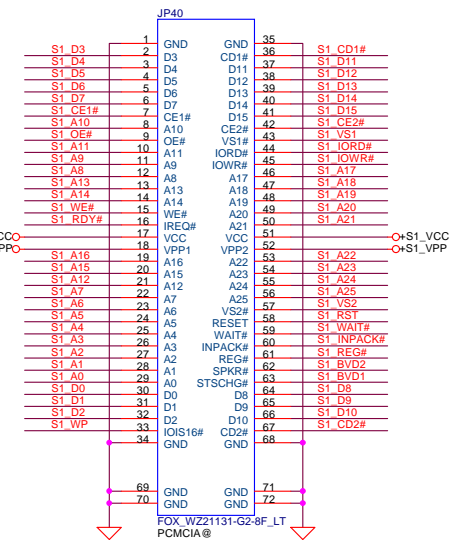 JP40
1 GND GND 35
S1_D3 2 D3 CD1# 36 S1_CD1#
S1_D4 3 D4 D11 37 S1_D11
S1_D5 4 D5 D12 38 S1_D12
S1_D6 5 D6 D13 39 S1_D13
S1_D7 6 D7 D14 40 S1_D14
S1_CE1# 7 CE1# D15 41 S1_D15
S1_A10 8 A10 CE2# 42 S1_CE2#
S1_OE# 9 OE# VS1# 43 S1_VS1
S1_A11 10 A11 IORD# 44 S1_IORD#
S1_A9 11 A9 IOWR# 45 S1_IOWR#
S1_A8 12 A8 A17 46 S1_A17
S1_A13 13 A13 A18 47 S1_A18
S1_A14 14 A14 A19 48 S1_A19
S1_WE# 15 WE# A20 49 S1_A20
S1_RDY# 16 IREQ# A21 50 S1_A21
CC 17 VCC VCC 51 +S1_VCC
PP 18 VPP1 VPP2 52 +S1_VPP
S1_A16 19 A16 A22 53 S1_A22
S1_A15 20 A15 A23 54 S1_A23
S1_A12 21 A12 A24 55 S1_A24
S1_A7 22 A7 A25 56 S1_A25
S1_A6 23 A6 VS2# 57 S1_VS2
S1_A5 24 A5 RESET 58 S1_RST
S1_A4 25 A4 WAIT# 59 S1_WAIT#
S1_A3 26 A3 INPACK# 60 S1_INPACK#
S1_A2 27 A2 REG# 61 S1_REG#
S1_A1 28 A1 SPKR# 62 S1_BVD2
S1_A0 29 A0 STSCHG# 63 S1_BVD1
S1_D0 30 D0 D8 64 S1_D8
S1_D1 31 D1 D9 65 S1_D9
S1_D2 32 D2 D10 66 S1_D10
S1_WP 33 IOIS16# CD2# 67 S1_CD2#
34 GND GND 68
69 GND GND 71
70 GND GND 72
FOX_WZ21131-G2-8F_LT
PCMCIA@